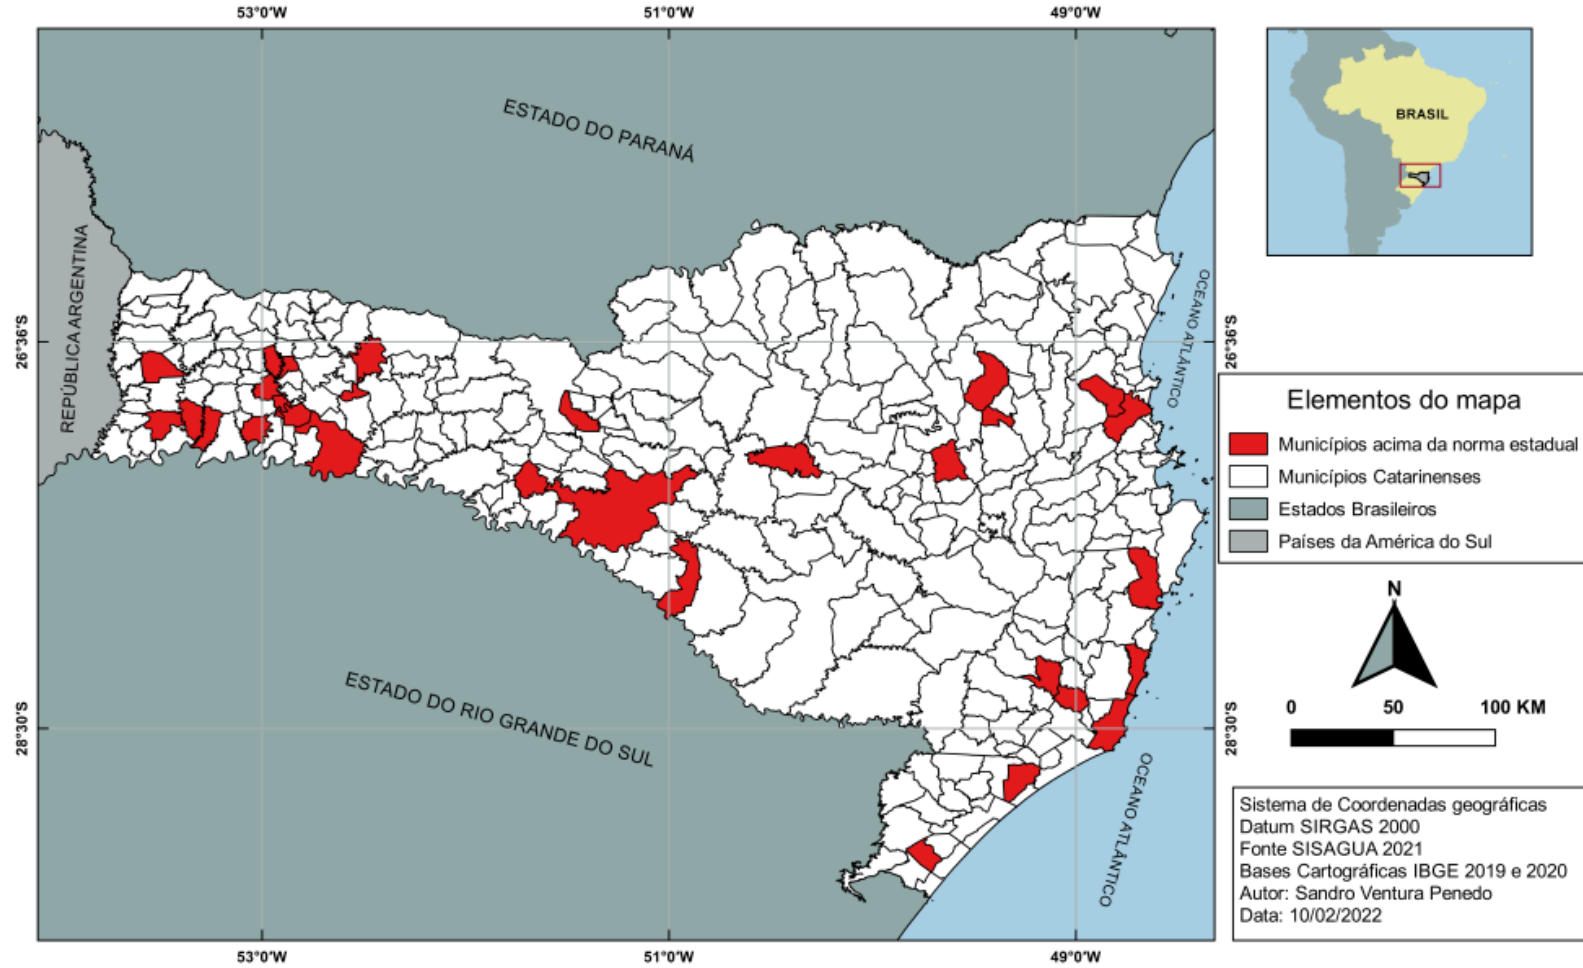 53°0'W
51°0'W
49°0'W
ESTADO DO PARANÁ
BRASIL
REPÚBLICA ARGENTINA
OCEANO ATLÂNTICO
26°36'S
26°36'S
Elementos do mapa
Municípios acima da norma estadual
Municípios Catarinenses
Estados Brasileiros
Países da América do Sul
N
ESTADO DO RIO GRANDE DO SUL
0
50
100 KM
28°30'S
28°30'S
OCEANO ATLÂNTICO
Sistema de Coordenadas geográficas
Datum SIRGAS 2000
Fonte SISAGUA 2021
Bases Cartográficas IBGE 2019 e 2020
Autor: Sandro Ventura Penedo
Data: 10/02/2022
53°0'W
51°0'W
49°0'W